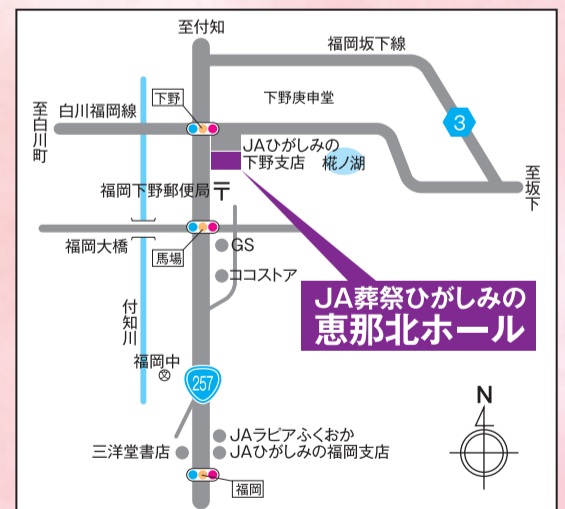 至付知
福岡坂下線
下野
下野庚申堂
3
至白川町
白川福岡線
JAひがしみの
下野支店
椛ノ湖
至坂下
福岡下野郵便局
〒
福岡大橋
馬場
GS
ココストア
JA葬祭ひがしみの
恵那北ホール
付知川
福岡中
文
257
N
JAラピアふくおか
三洋堂書店
JAひがしみの福岡支店
福岡